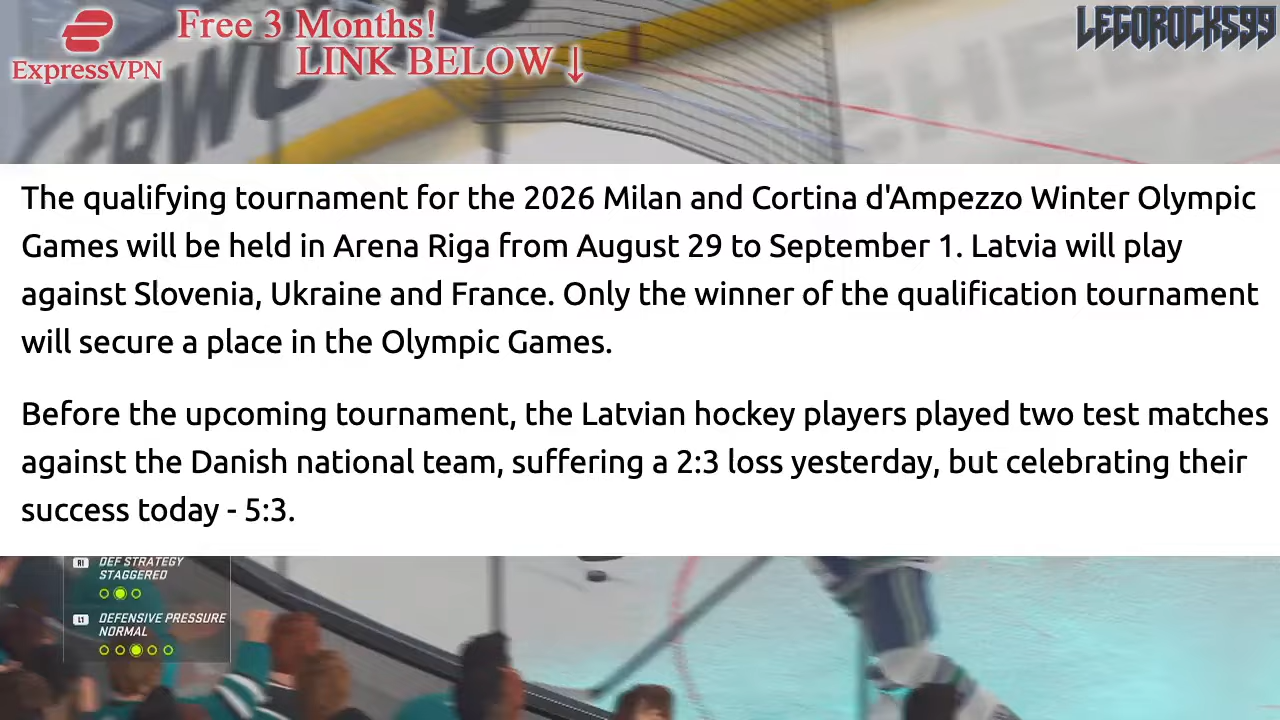 Free 3 Months!
LINK BELOW ↓
ExpressVPN
LEGOROCKS99
The qualifying tournament for the 2026 Milan and Cortina d'Ampezzo Winter Olympic
Games will be held in Arena Riga from August 29 to September 1. Latvia will play
against Slovenia, Ukraine and France. Only the winner of the qualification tournament
will secure a place in the Olympic Games.
Before the upcoming tournament, the Latvian hockey players played two test matches
against the Danish national team, suffering a 2:3 loss yesterday, but celebrating their
success today - 5:3.
R1 DEF STRATEGY
STAGGERED
L1 DEFENSIVE PRESSURE
NORMAL